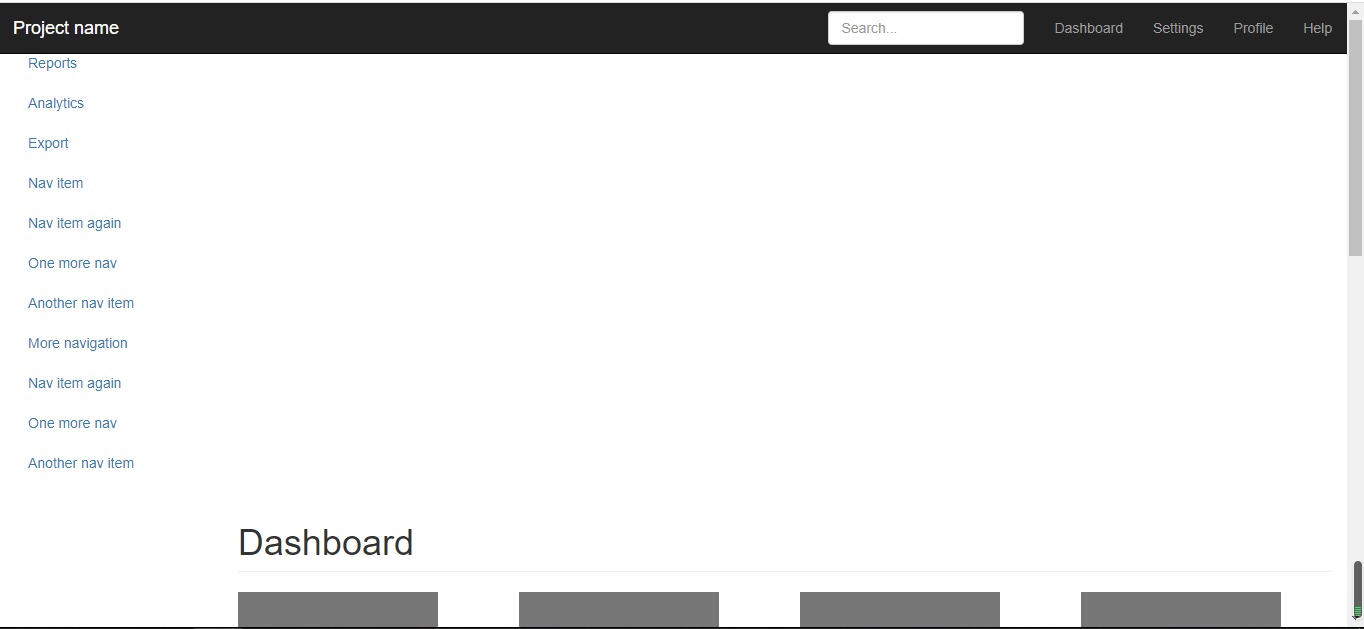 Project name
Search...
Dashboard
Settings
Profile
Help
Reports
Analytics
Export
Nav item
Nav item again
One more nav
Another nav item
More navigation
Nav item again
One more nav
Another nav item
Dashboard